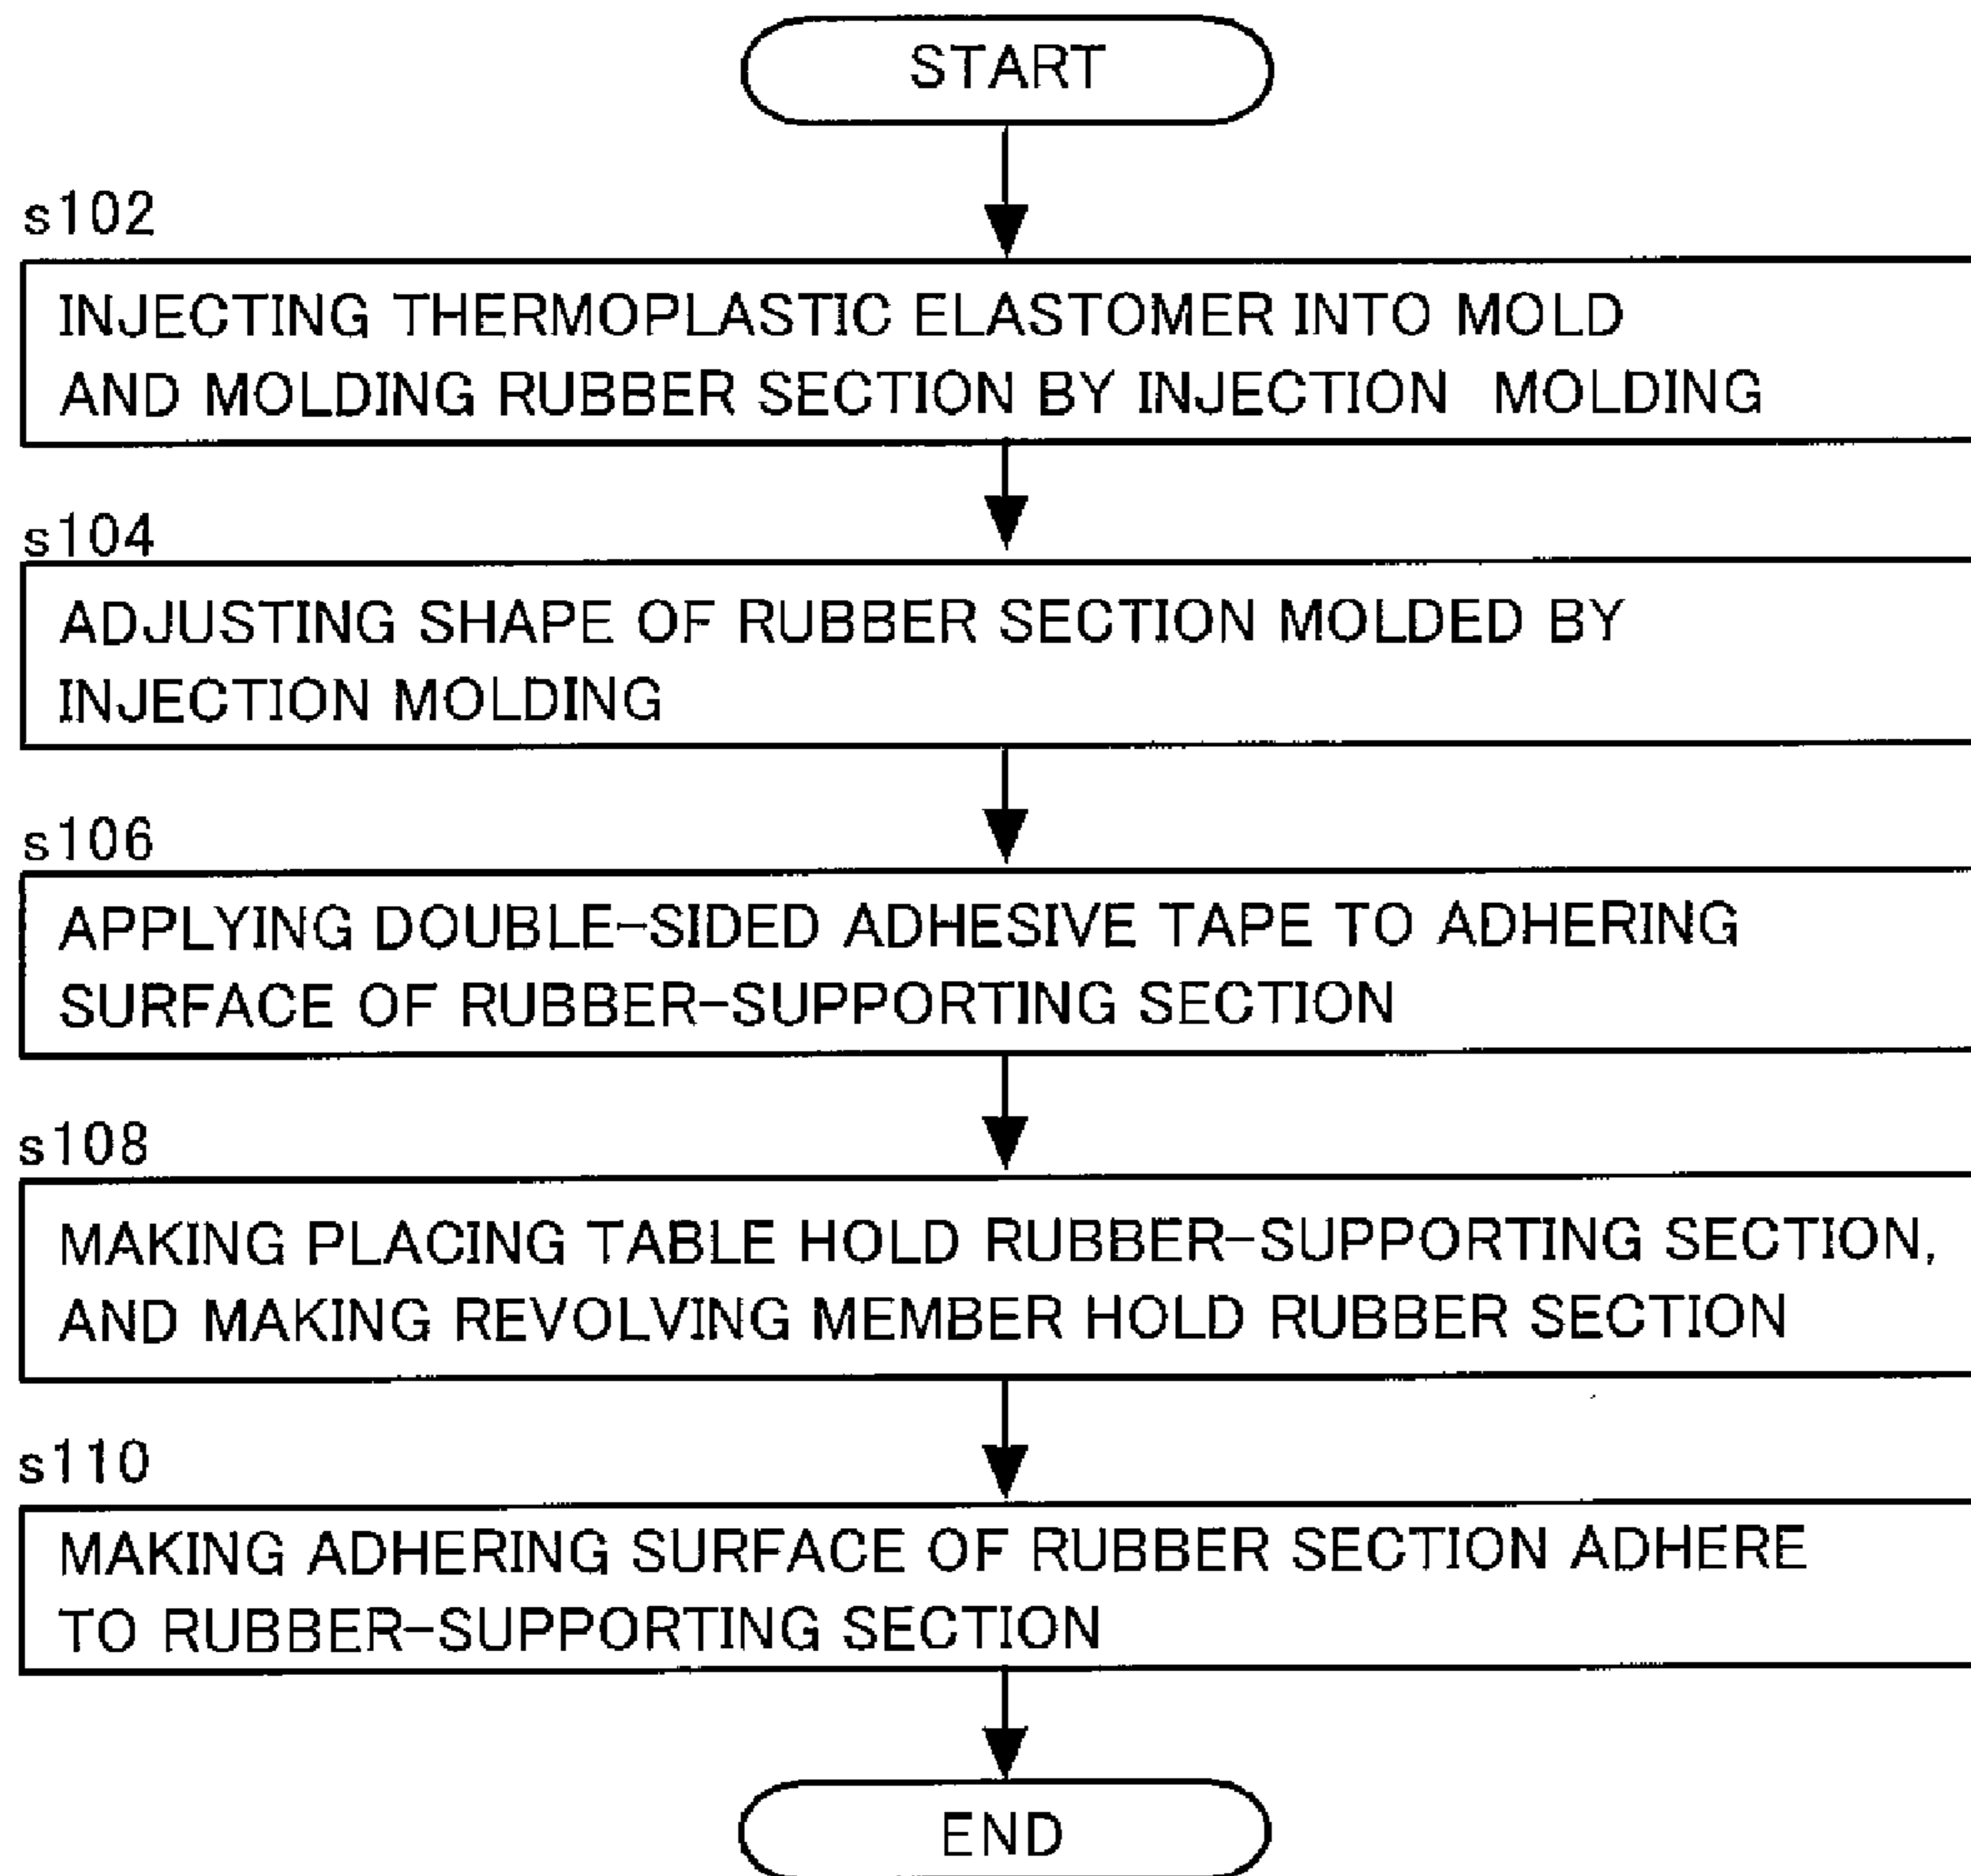 START
s102
INJECTING THERMOPLASTIC ELASTOMER INTO MOLD
AND MOLDING RUBBER SECTION BY INJECTION MOLDING
s104
ADJUSTING SHAPE OF RUBBER SECTION MOLDED BY
INJECTION MOLDING
s106
APPLYING DOUBLE-SIDED ADHESIVE TAPE TO ADHERING
SURFACE OF RUBBER-SUPPORTING SECTION
s108
MAKING PLACING TABLE HOLD RUBBER-SUPPORTING SECTION,
AND MAKING REVOLVING MEMBER HOLD RUBBER SECTION
s110
MAKING ADHERING SURFACE OF RUBBER SECTION ADHERE
TO RUBBER-SUPPORTING SECTION
END